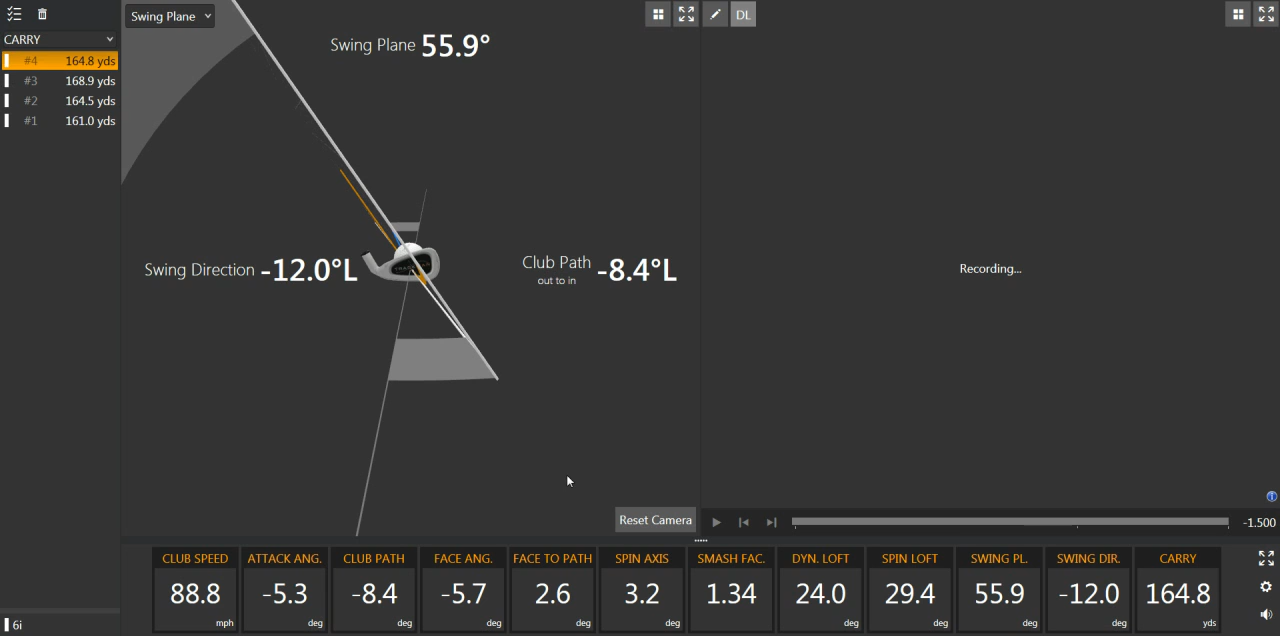 Swing Plane
DL
CARRY
#4 164.8 yds
#3 168.9 yds
#2 164.5 yds
#1 161.0 yds
Swing Plane 55.9°
Swing Direction -12.0°L
Club Path
out to in
-8.4°L
Recording...
Reset Camera
-1.500
CLUB SPEED
88.8
mph
ATTACK ANG.
-5.3
deg
CLUB PATH
-8.4
deg
FACE ANG.
-5.7
deg
FACE TO PATH
2.6
deg
SPIN AXIS
3.2
deg
SMASH FAC.
1.34
DYN. LOFT
24.0
deg
SPIN LOFT
29.4
deg
SWING PL.
55.9
deg
SWING DIR.
-12.0
deg
CARRY
164.8
yds
6i